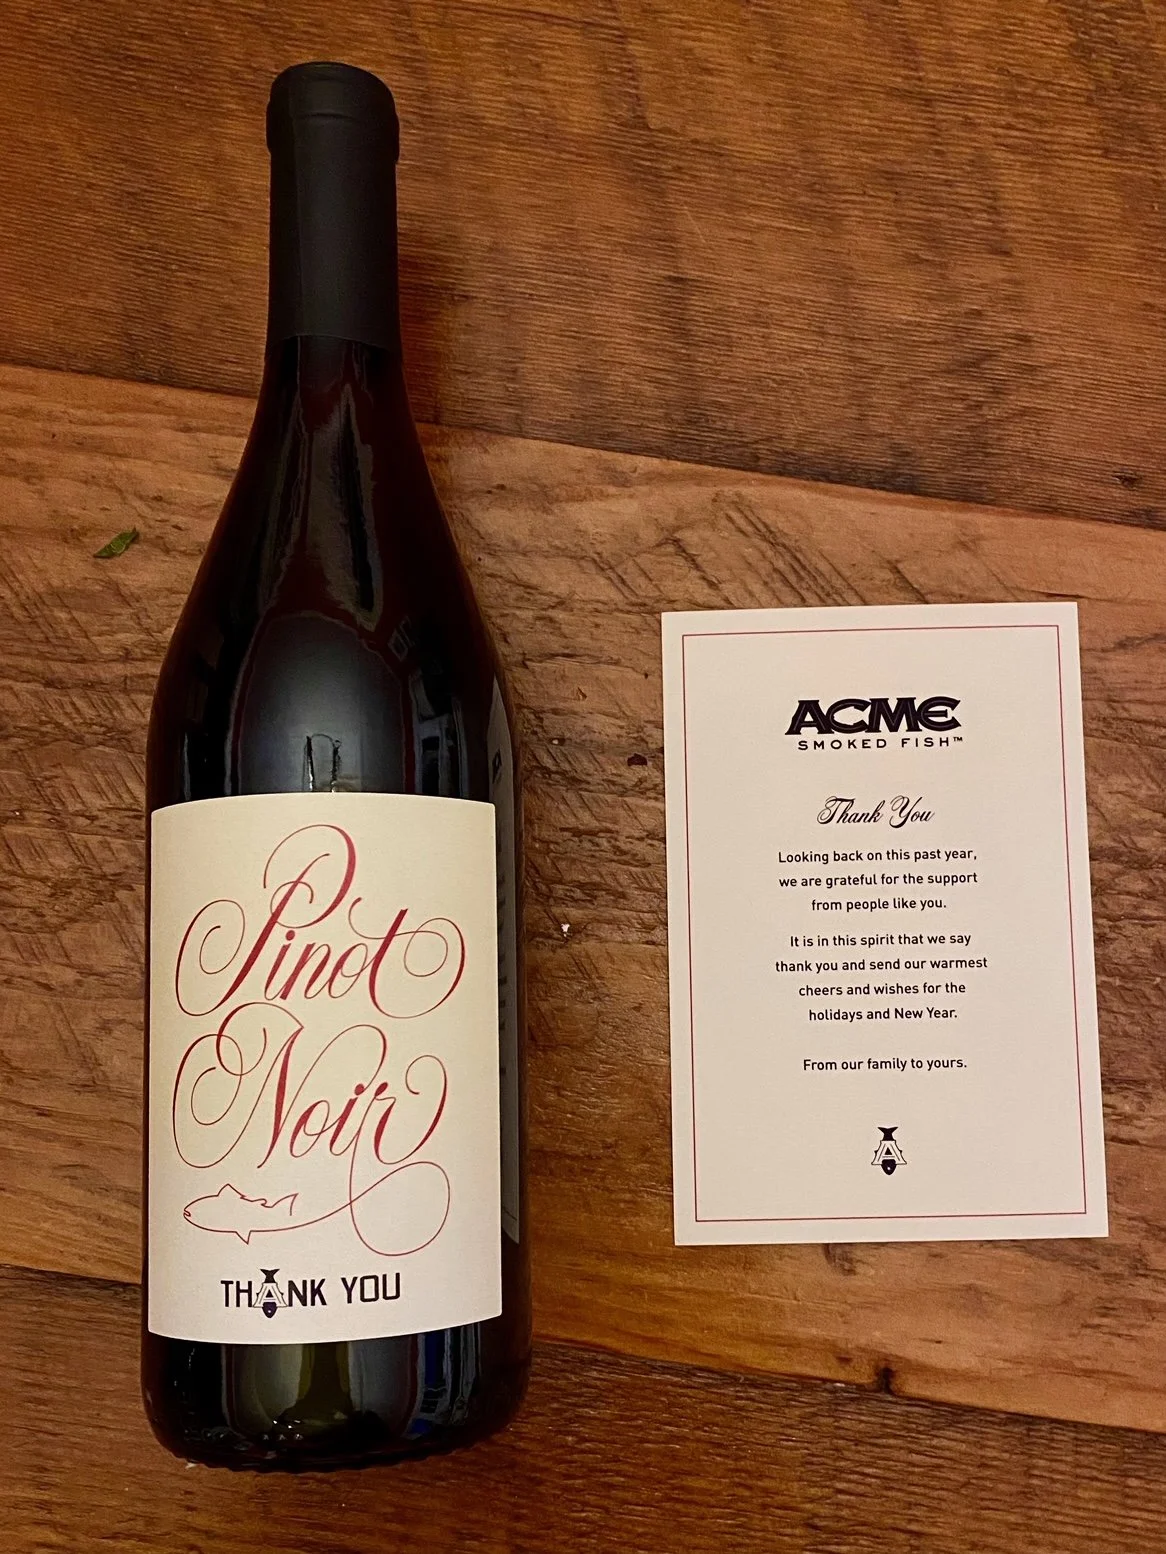 Pinot
Noir
THANK YOU
ACME
SMOKED FISH™
Thank You
Looking back on this past year,
we are grateful for the support
from people like you.
It is in this spirit that we say
thank you and send our warmest
cheers and wishes for the
holidays and New Year.
From our family to yours.
A